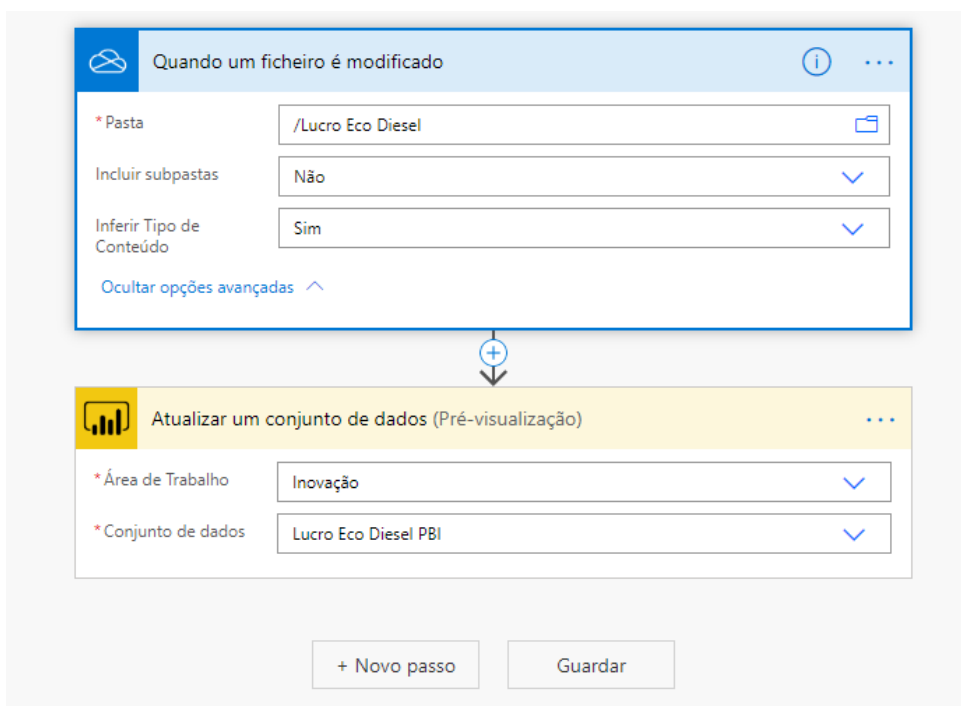 Quando um ficheiro é modificado
* Pasta
/Lucro Eco Diesel
Incluir subpastas
Não
Inferir Tipo de
Conteúdo
Sim
Ocultar opções avançadas
Atualizar um conjunto de dados (Pré-visualização)
* Área de Trabalho
Inovação
* Conjunto de dados
Lucro Eco Diesel PBI
+ Novo passo
Guardar